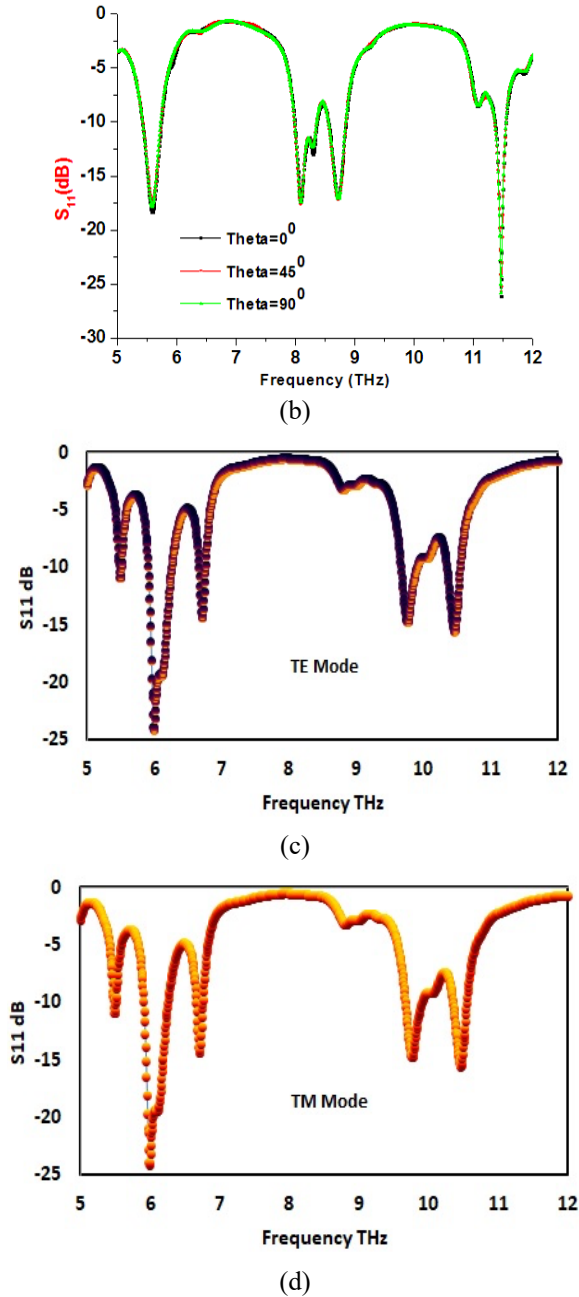 0
-5
-10
-15
-20
-25
-30
S11(dB)
Theta=0⁰
Theta=45⁰
Theta=90⁰
5 6 7 8 9 10 11 12
Frequency (THz)
(b)
0
-5
-10
-15
-20
-25
S11 dB
TE Mode
5 6 7 8 9 10 11 12
Frequency THz
(c)
0
-5
-10
-15
-20
-25
S11 dB
TM Mode
5 6 7 8 9 10 11 12
Frequency THz
(d)